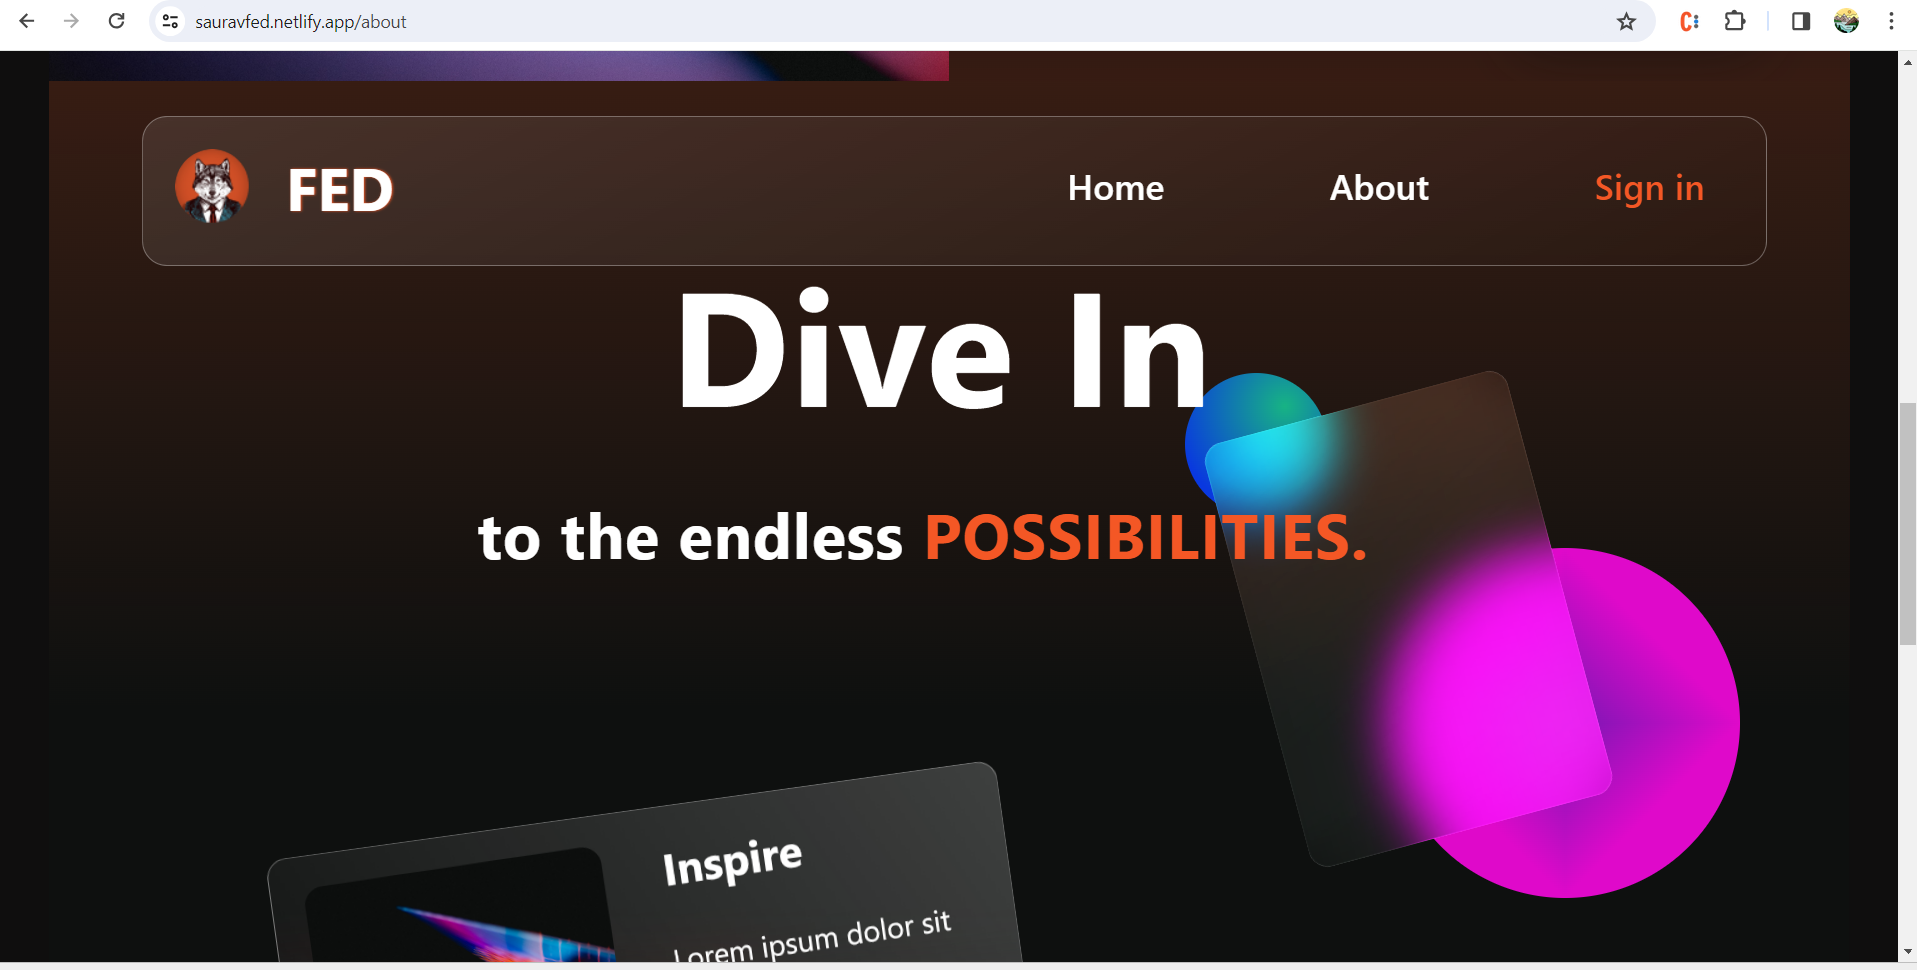 sauravfed.netlify.app/about
FED Home About Sign in
Dive In
to the endless POSSIBILITIES.
Inspire
Lorem ipsum dolor sit